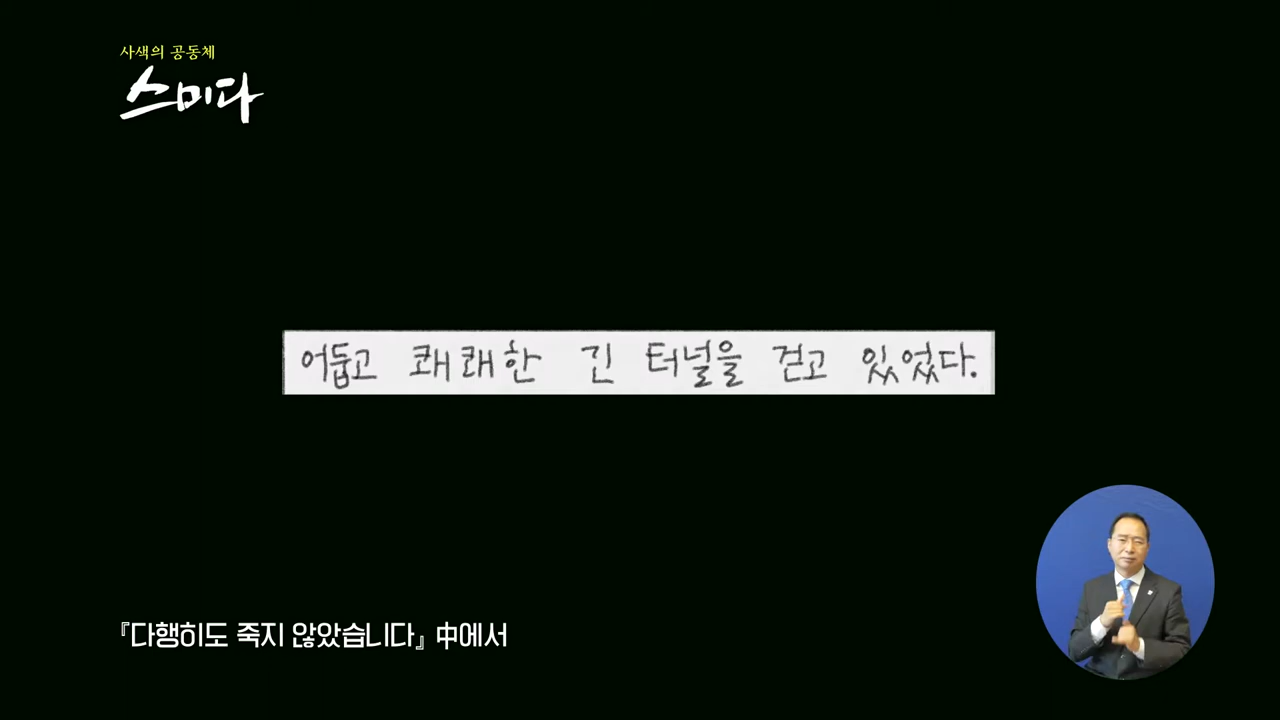 사색의 공동체
스미다
어둡고 쾌쾌한 긴 터널을 걷고 있었다.
『다행히도 죽지 않았습니다』 中에서